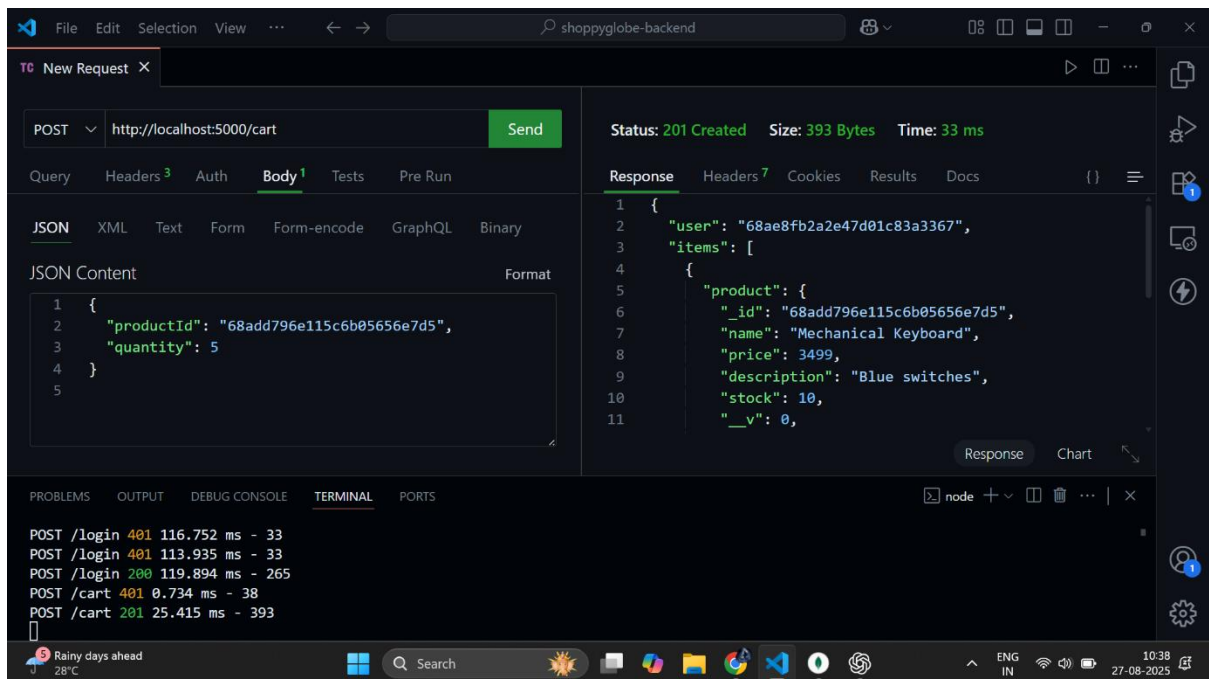 File Edit Selection View ··· ← → shoppyglobe-backend
TC New Request ×
POST http://localhost:5000/cart Send
Query Headers 3 Auth Body 1 Tests Pre Run
JSON XML Text Form Form-encode GraphQL Binary
JSON Content Format
1 {
2 "productId": "68add796e115c6b05656e7d5",
3 "quantity": 5
4 }
5
Status: 201 Created Size: 393 Bytes Time: 33 ms
Response Headers 7 Cookies Results Docs {}
1 {
2 "user": "68ae8fb2a2e47d01c83a3367",
3 "items": [
4 {
5 "product": {
6 "_id": "68add796e115c6b05656e7d5",
7 "name": "Mechanical Keyboard",
8 "price": 3499,
9 "description": "Blue switches",
10 "stock": 10,
11 "__v": 0,
Response Chart
1
PROBLEMS OUTPUT DEBUG CONSOLE TERMINAL PORTS node
POST /login 401 116.752 ms - 33
POST /login 401 113.935 ms - 33
POST /login 200 119.894 ms - 265
POST /cart 401 0.734 ms - 38
POST /cart 201 25.415 ms - 393
1
5 Rainy days ahead
28°C
Search
ENG
IN
10:38
27-08-2025